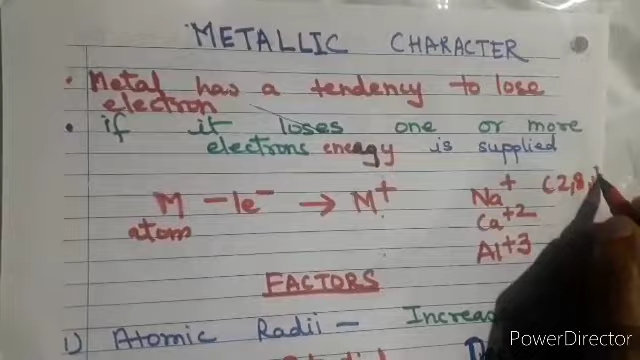 METALLIC CHARACTER
• Metal has a tendency to lose
electron
• if it loses one or more
electrons energy is supplied
M - 1e⁻ → M⁺
atom
Na⁺ (2,8,
Ca⁺²
Al⁺³
FACTORS
1) Atomic Radii - Increa
PowerDirector